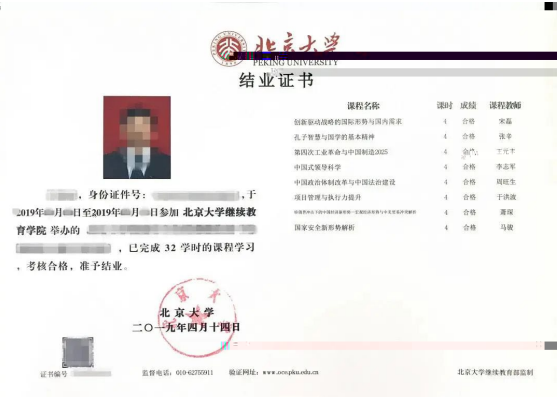 北京大学
PEKING UNIVERSITY
结业证书
，身份证件号：，于
2019年月日至2019年月日参加 北京大学继续教
育学院 举办的
，已完成 32 学时的课程学习
，考核合格，准予结业。
北京大学
二〇一九年四月十四日
课程名称 课时 成绩 课程教师
创新驱动战略的国际形势与国内需求 4 合格 宋磊
孔子智慧与国学的基本精神 4 合格 张辛
第四次工业革命与中国制造2025 4 合格
中国式领导科学 4 合格 李志军
中国政治体制改革与中国法治建设 4 合格 周旺生
项目管理与执行力提升 4 合格 于洪波
4 合格 萧琛
国家安全新形势解析 4 合格 马骏
证书编号
监督电话：010-62755911 验证网址：www.oce.pku.edu.cn
北京大学继续教育部监制